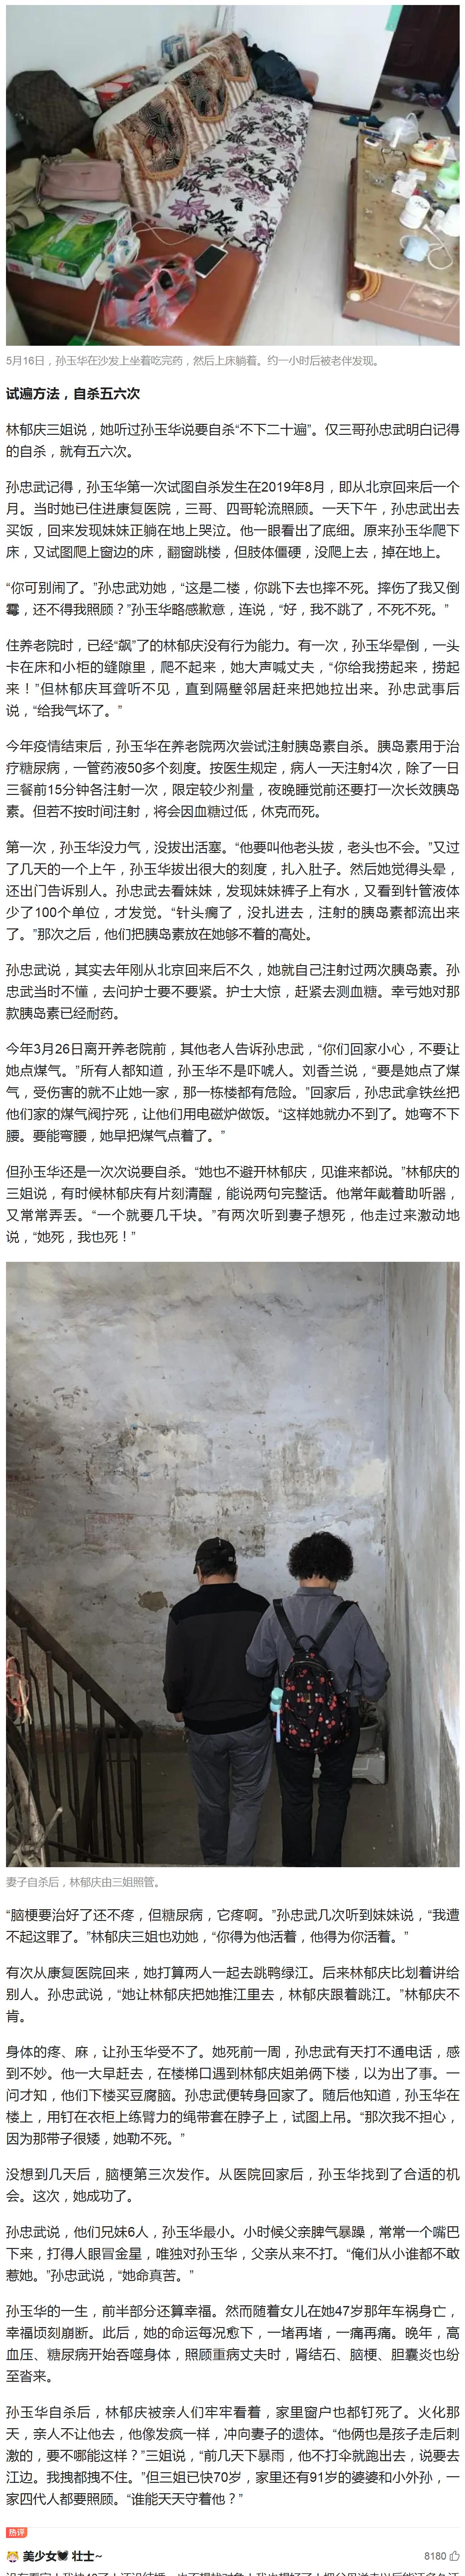 5月16日，孙玉华在沙发上坐着吃完药，然后上床躺着。约一小时后被老伴发现。
试遍方法，自杀五六次
林郁庆三姐说，她听过孙玉华说要自杀“不下二十遍”。仅三哥孙忠武明白记得
的自杀，就有五六次。
孙忠武记得，孙玉华第一次试图自杀发生在2019年8月，即从北京回来后一个
月。当时她已住进康复医院，三哥、四哥轮流照顾。一天下午，孙忠武出去
买饭，回来发现妹妹正躺在地上哭泣。他一眼看出了底细。原来孙玉华爬下
床，又试图爬上窗边的床，翻窗跳楼，但肢体僵硬，没爬上去，掉在地上。
“你可别闹了。”孙忠武劝她，“这是二楼，你跳下去也摔不死。摔伤了我又倒
霉，还不得我照顾？”孙玉华略感歉意，连说，“好，我不跳了，不死不死。”
住养老院时，已经“飙”了的林郁庆没有行为能力。有一次，孙玉华晕倒，一头
卡在床和小柜的缝隙里，爬不起来，她大声喊丈夫，“你给我捞起来，捞起
来！”但林郁庆耳聋听不见，直到隔壁邻居赶来把她拉出来。孙忠武事后
说，“给我气坏了。”
今年疫情结束后，孙玉华在养老院两次尝试注射胰岛素自杀。胰岛素用于治
疗糖尿病，一管药液50多个刻度。按医生规定，病人一天注射4次，除了一日
三餐前15分钟各注射一次，限定较少剂量，夜晚睡觉前还要打一次长效胰岛
素。但若不按时间注射，将会因血糖过低，休克而死。
第一次，孙玉华没力气，没拔出活塞。“他要叫他老头拔，老头也不会。”又过
了几天的一个上午，孙玉华拔出很大的刻度，扎入肚子。然后她觉得头晕，
还出门告诉别人。孙忠武去看妹妹，发现妹妹裤子上有水，又看到针管液体
少了100个单位，才发觉。“针头瘸了，没扎进去，注射的胰岛素都流出来
了。”那次之后，他们把胰岛素放在她够不着的高处。
孙忠武说，其实去年刚从北京回来后不久，她就自己注射过两次胰岛素。孙
忠武当时不懂，去问护士要不要紧。护士大惊，赶紧去测血糖。幸亏她对那
款胰岛素已经耐药。
今年3月26日离开养老院前，其他老人告诉孙忠武，“你们回家小心，不要让
她点煤气。”所有人都知道，孙玉华不是吓唬人。刘香兰说，“要是她点了煤
气，受伤害的就不止她一家，那一栋楼都有危险。”回家后，孙忠武拿铁丝把
他们家的煤气阀拧死，让他们用电磁炉做饭。“这样她就办不到了。她弯不下
腰。要能弯腰，她早把煤气点着了。”
但孙玉华还是一次次说要自杀。“她也不避开林郁庆，见谁来都说。”林郁庆的
三姐说，有时候林郁庆有片刻清醒，能说两句完整话。他常年戴着助听器，
又常常弄丢。“一个就要几千块。”有两次听到妻子想死，他走过来激动地
说，“她死，我也死！”
妻子自杀后，林郁庆由三姐照管。
“脑梗要治好了还不疼，但糖尿病，它疼啊。”孙忠武几次听到妹妹说，“我遭
不起这罪了。”林郁庆三姐也劝她，“你得为他活着，他得为你活着。”
有次从康复医院回来，她打算两人一起去跳鸭绿江。后来林郁庆比划着讲给
别人。孙忠武说，“她让林郁庆把她推江里去，林郁庆跟着跳江。”林郁庆不
肯。
身体的疼、麻，让孙玉华受不了。她死前一周，孙忠武有天打不通电话，感
到不妙。他一大早赶去，在楼梯口遇到林郁庆姐弟俩下楼，以为出了事。一
问才知，他们下楼买豆腐脑。孙忠武便转身回家了。随后他知道，孙玉华在
楼上，用钉在衣柜上练臂力的绳带套在脖子上，试图上吊。“那次我不担心，
因为那带子很矮，她勒不死。”
没想到几天后，脑梗第三次发作。从医院回家后，孙玉华找到了合适的机
会。这次，她成功了。
孙忠武说，他们兄妹6人，孙玉华最小。小时候父亲脾气暴躁，常常一个嘴巴
下来，打得人眼冒金星，唯独对孙玉华，父亲从来不打。“俺们从小谁都不敢
惹她。”孙忠武说，“她命真苦。”
孙玉华的一生，前半部分还算幸福。然而随着女儿在她47岁那年车祸身亡，
幸福顷刻崩断。此后，她的命运每况愈下，一堵再堵，一痛再痛。晚年，高
血压、糖尿病开始吞噬身体，照顾重病丈夫时，肾结石、脑梗、胆囊炎也纷
至沓来。
孙玉华自杀后，林郁庆被亲人们牢牢看着，家里窗户也都钉死了。火化那
天，亲人不让他去，他像发疯一样，冲向妻子的遗体。“他俩也是孩子走后刺
激的，要不哪能这样？”三姐说，“前几天下暴雨，他不打伞就跑出去，说要去
江边。我拽都拽不住。”但三姐已快70岁，家里还有91岁的婆婆和小外孙，一
家四代人都要照顾。“谁能天天守着他？”
热评
美少女 壮士~ 8180